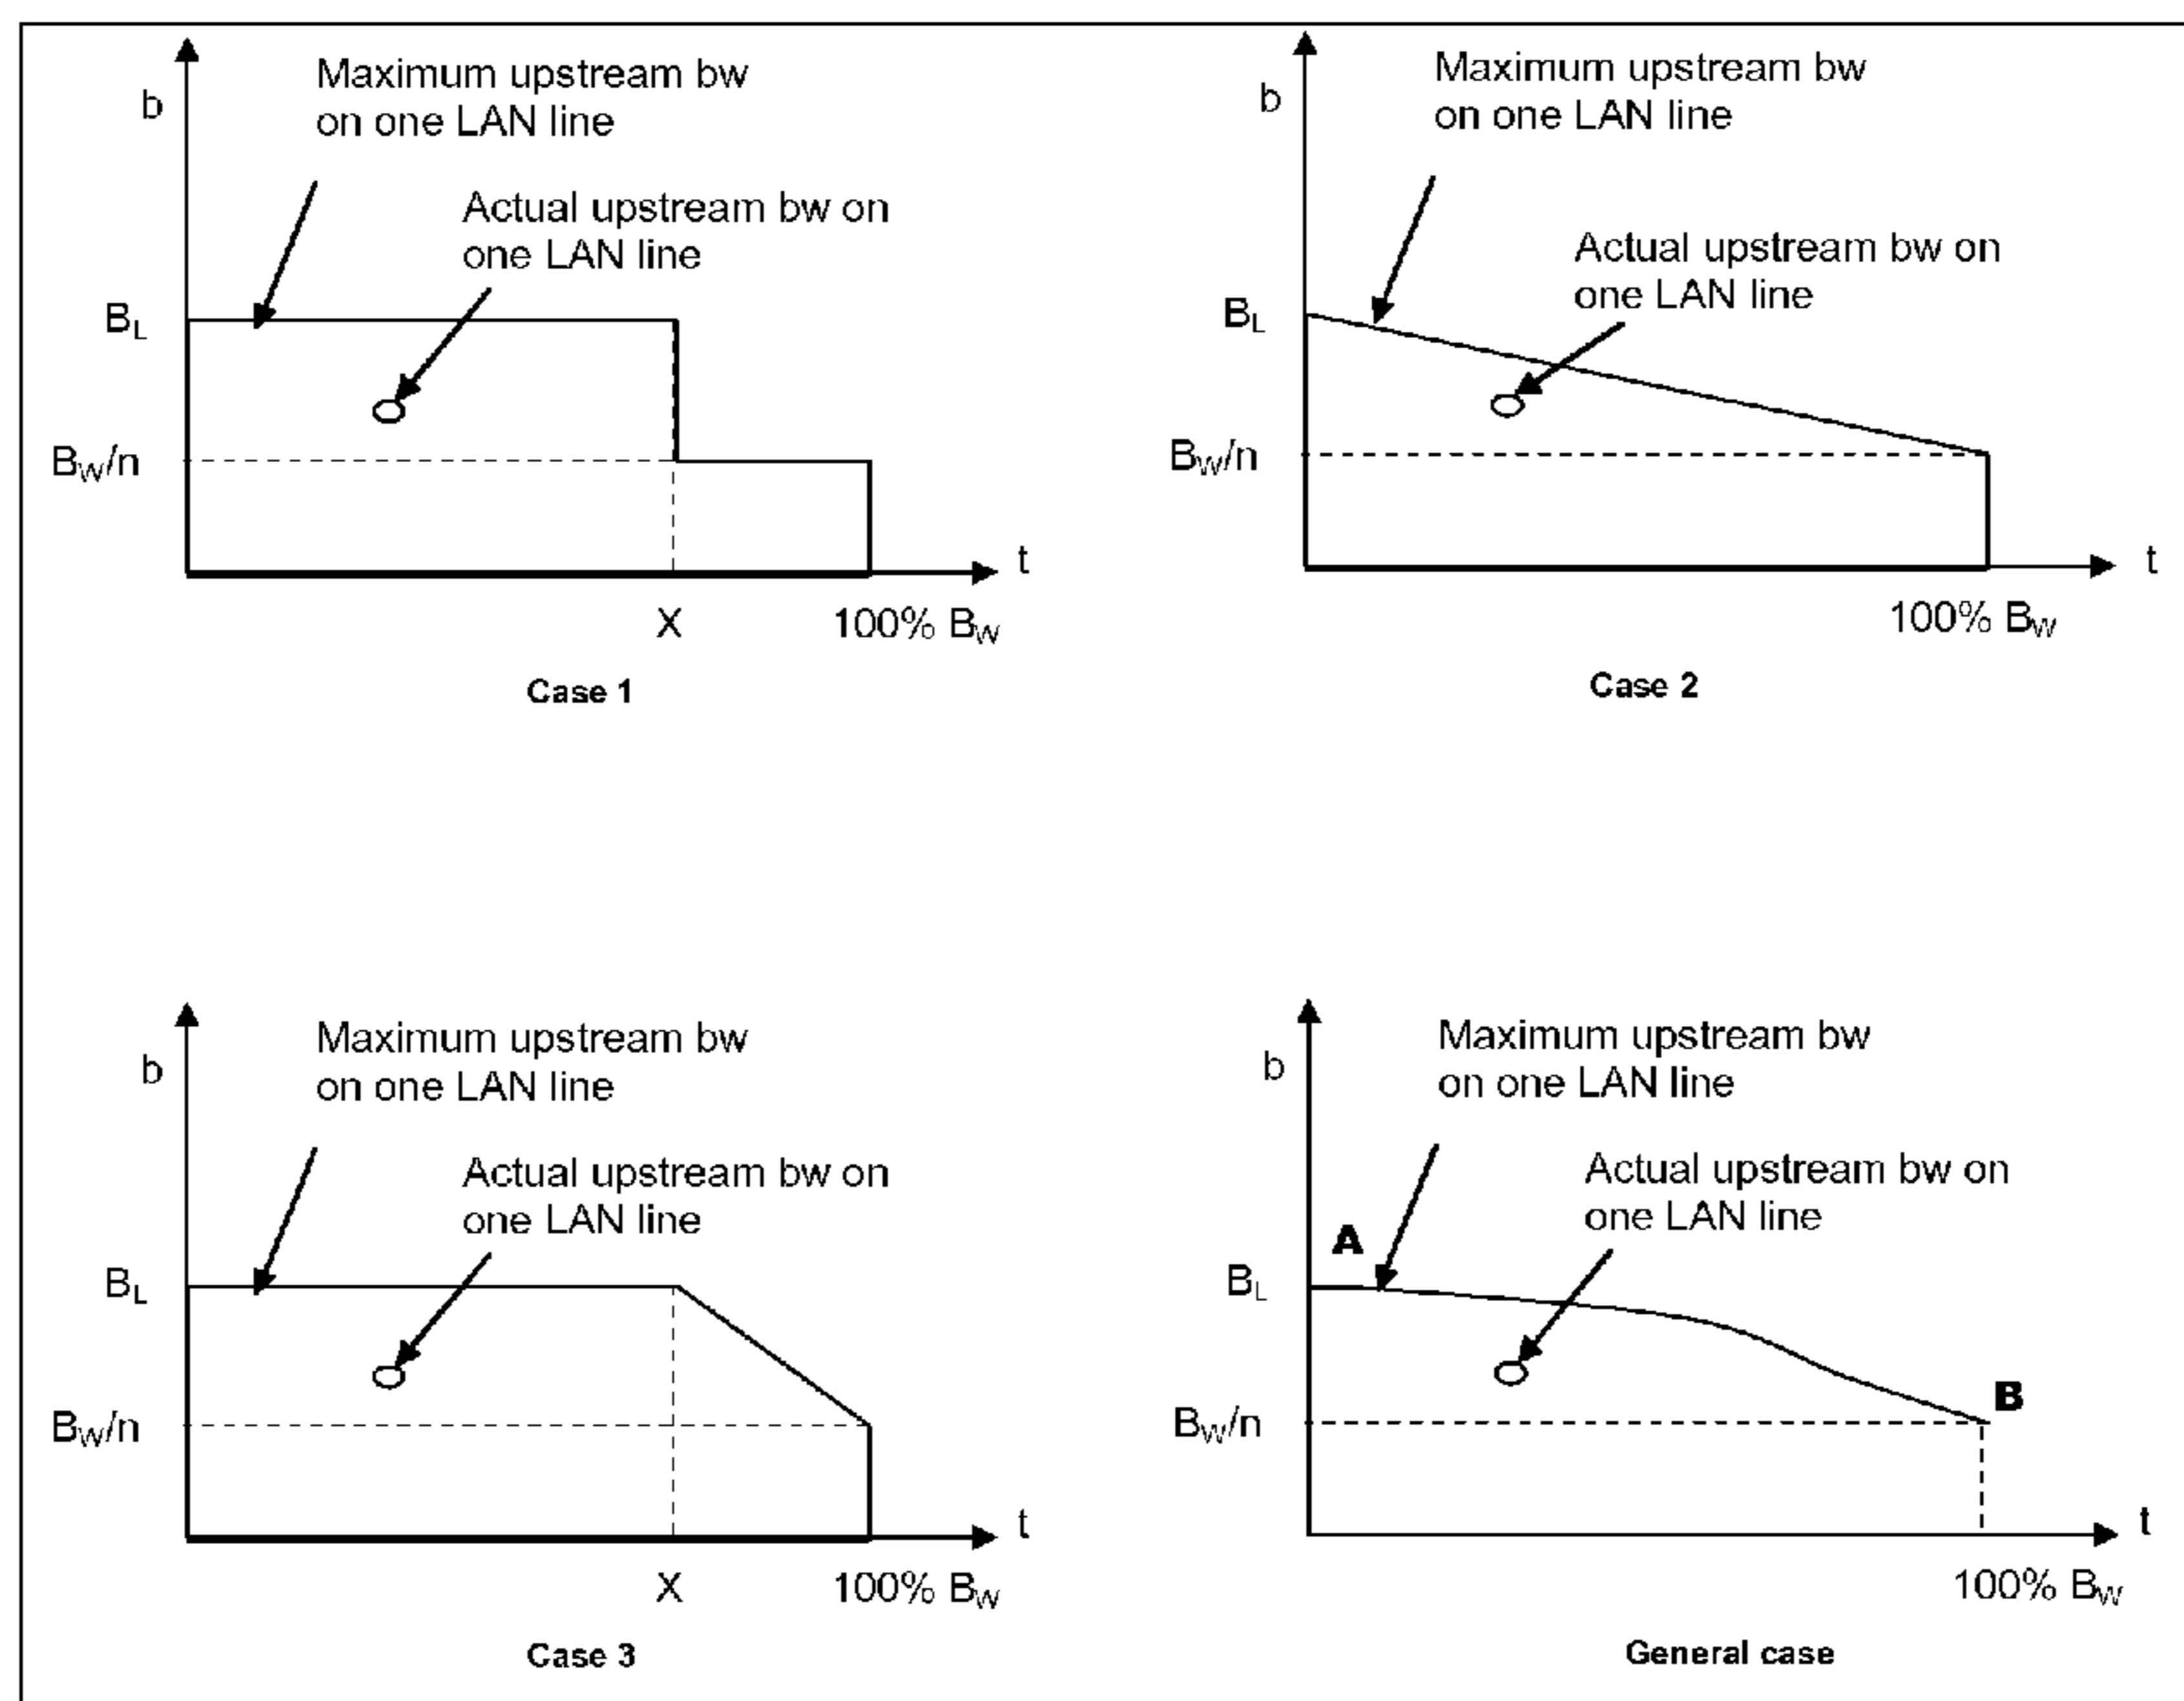 b
Maximum upstream bw
on one LAN line
Actual upstream bw on
one LAN line
BL
BW/n
t
X
100% BW
Case 1
b
Maximum upstream bw
on one LAN line
Actual upstream bw on
one LAN line
BL
BW/n
t
100% BW
Case 2
b
Maximum upstream bw
on one LAN line
Actual upstream bw on
one LAN line
BL
BW/n
t
X
100% BW
Case 3
b
Maximum upstream bw
on one LAN line
Actual upstream bw on
one LAN line
A
BL
B
BW/n
t
100% BW
General case